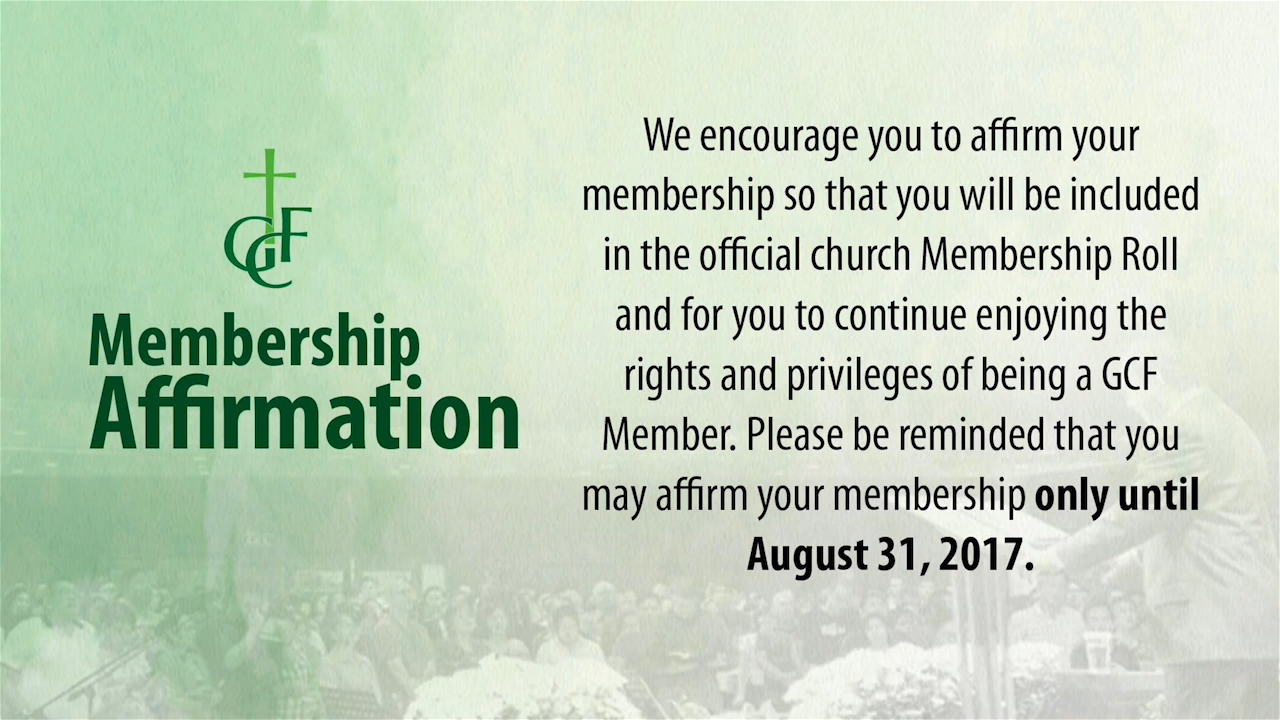 GCF
Membership
Affirmation
We encourage you to affirm your
membership so that you will be included
in the official church Membership Roll
and for you to continue enjoying the
rights and privileges of being a GCF
Member. Please be reminded that you
may affirm your membership only until
August 31, 2017.